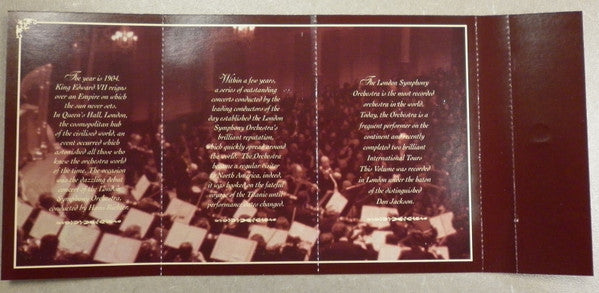 The year is 1904.
King Edward VII reigns
over an Empire on which
the sun never sets.
In Queen's Hall, London,
the cosmopolitan hub
of the civilised world, an
event occurred which
astonished all those who
knew the orchestra world
of the time. The occasion
was the dazzling debut
concert of the London
Symphony Orchestra,
conducted by Hans Richter.
Within a few years,
a series of outstanding
concerts conducted by the
leading conductors of the
day established the London
Symphony Orchestra's
brilliant reputation,
which quickly spread around
the world. The Orchestra
became a regular visitor
to North America, indeed,
it was booked on the fateful
voyage of the Titanic until
performance dates changed.
The London Symphony
Orchestra is the most recorded
orchestra in the world.
Today, the Orchestra is a
frequent performer on the
continent and recently
completed two brilliant
International Tours
This Volume was recorded
in London under the baton
of the distinguished
Don Jackson.